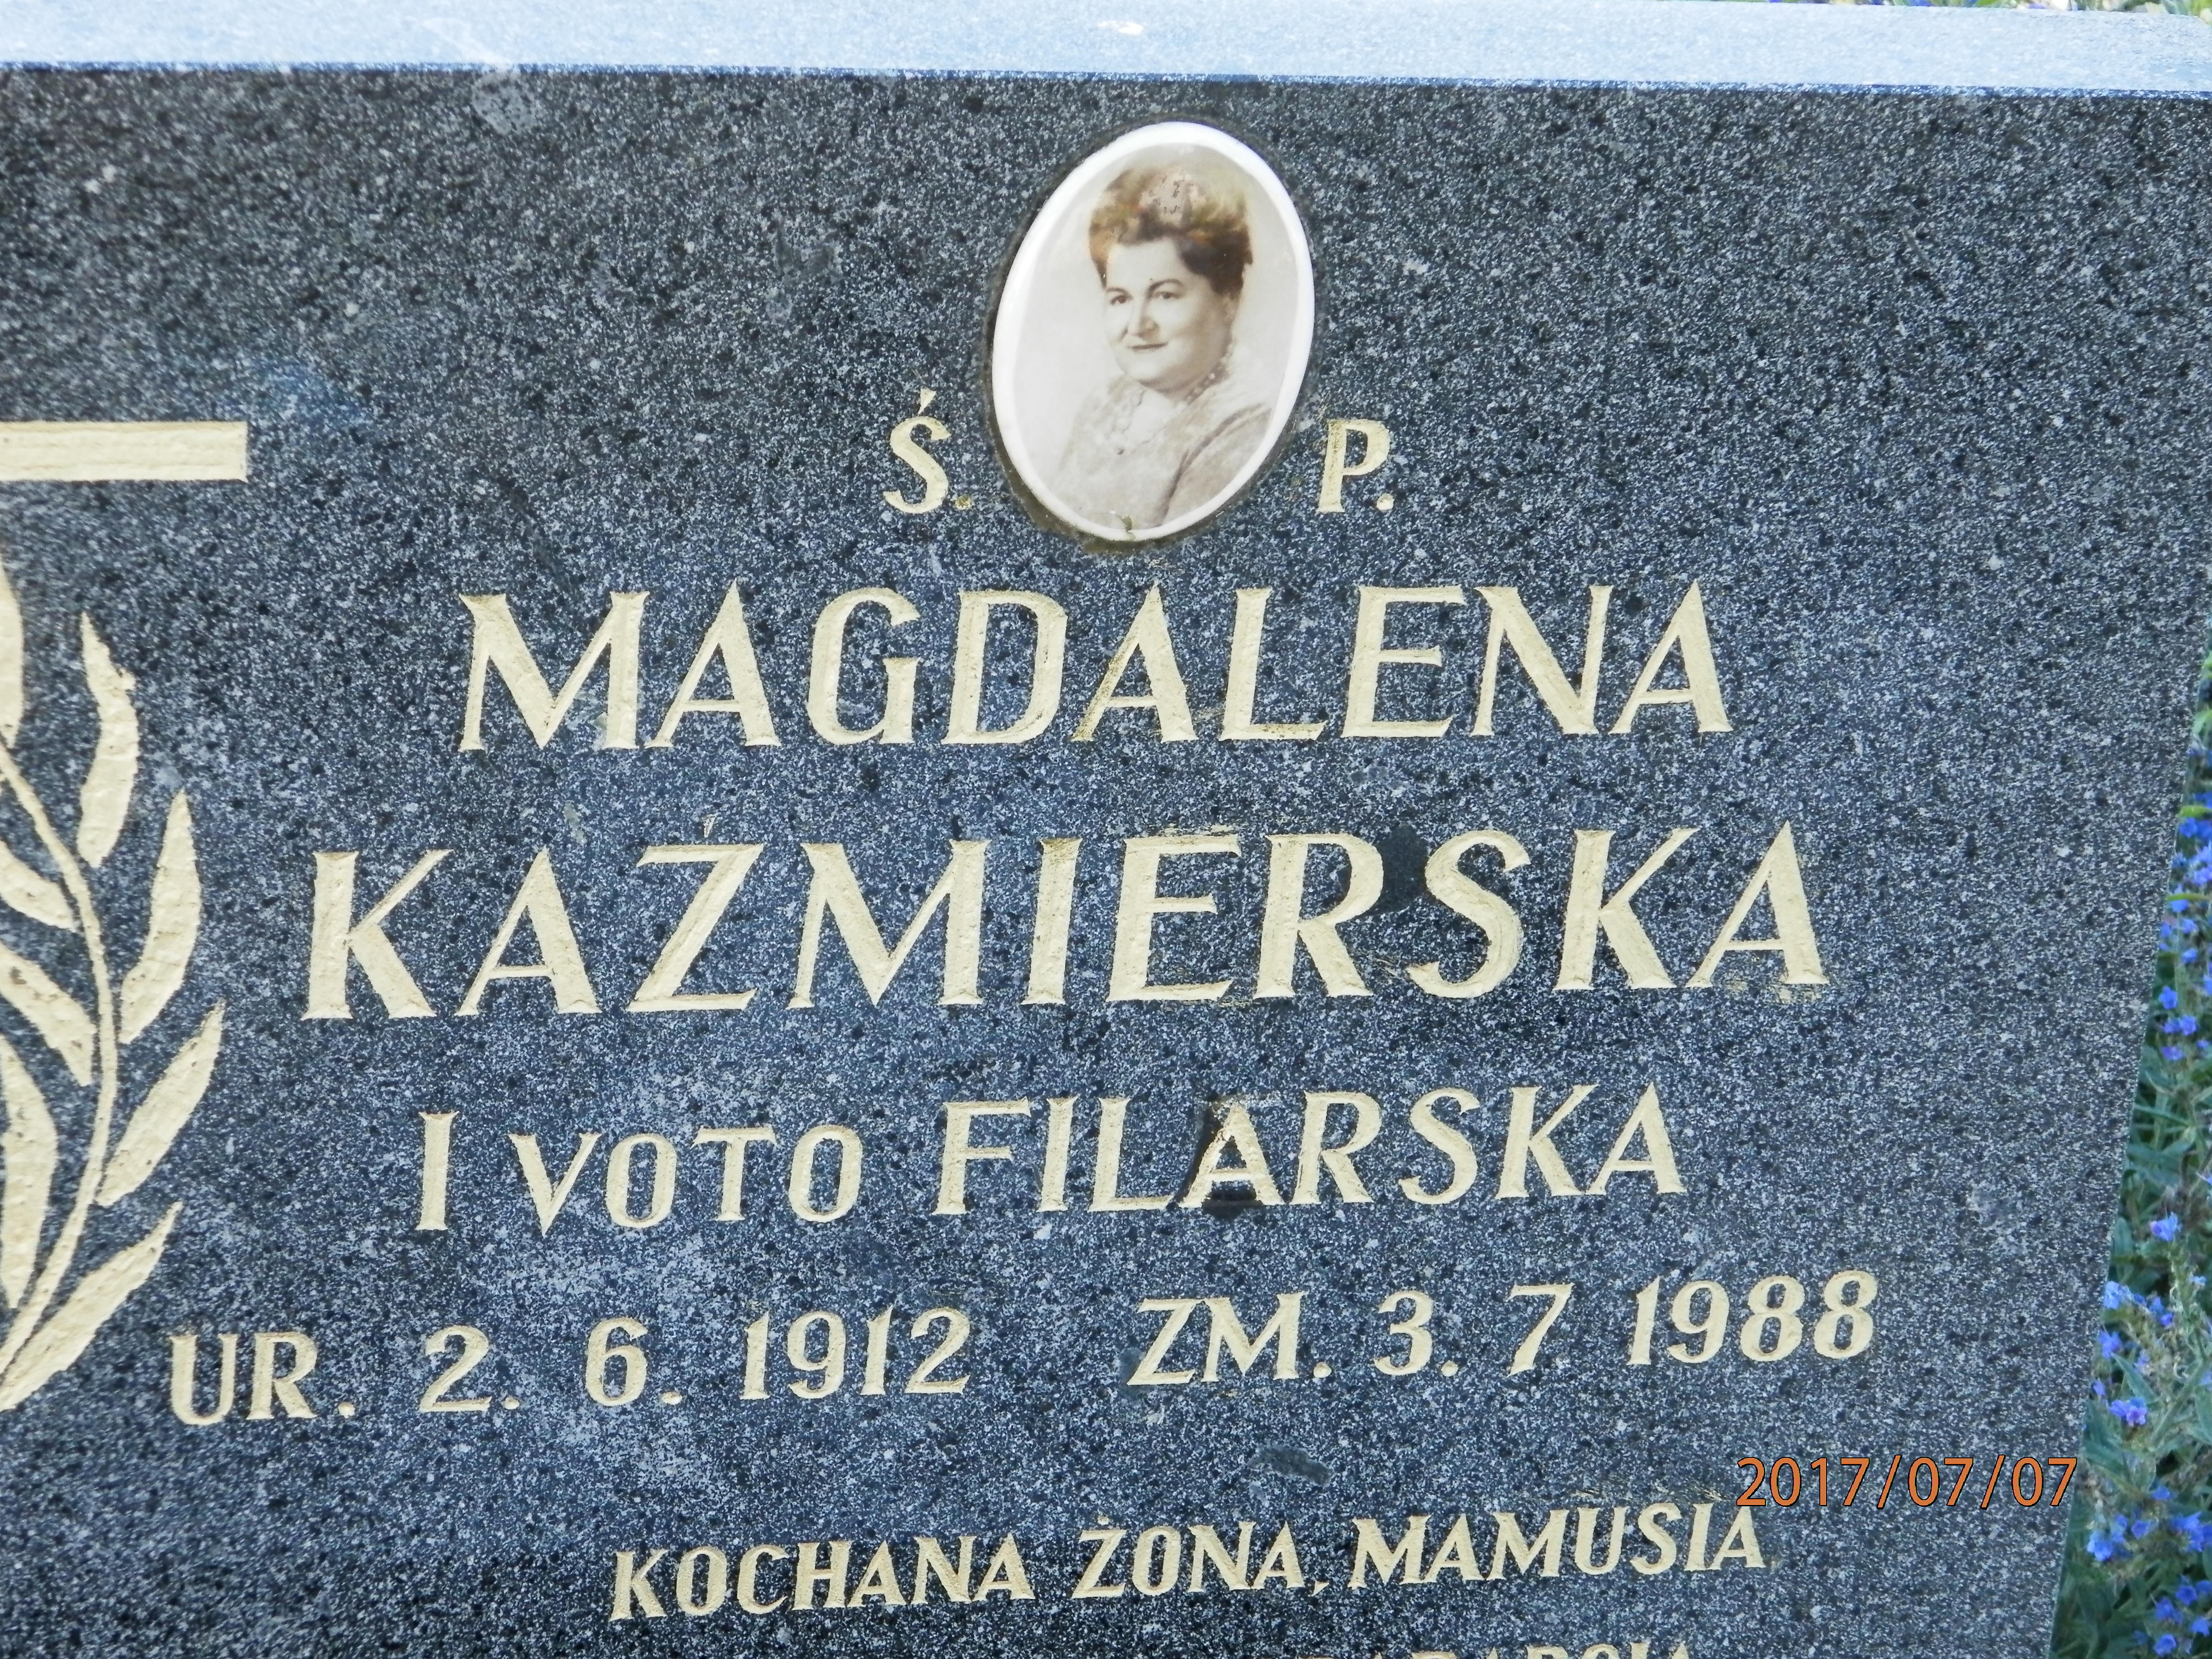 Ś. P.
MAGDALENA
KAŹMIERSKA
I VOTO FILARSKA
UR. 2. 6. 1912 ZM. 3. 7 1988
2017/07/07
KOCHANA ŻONA, MAMUSIA